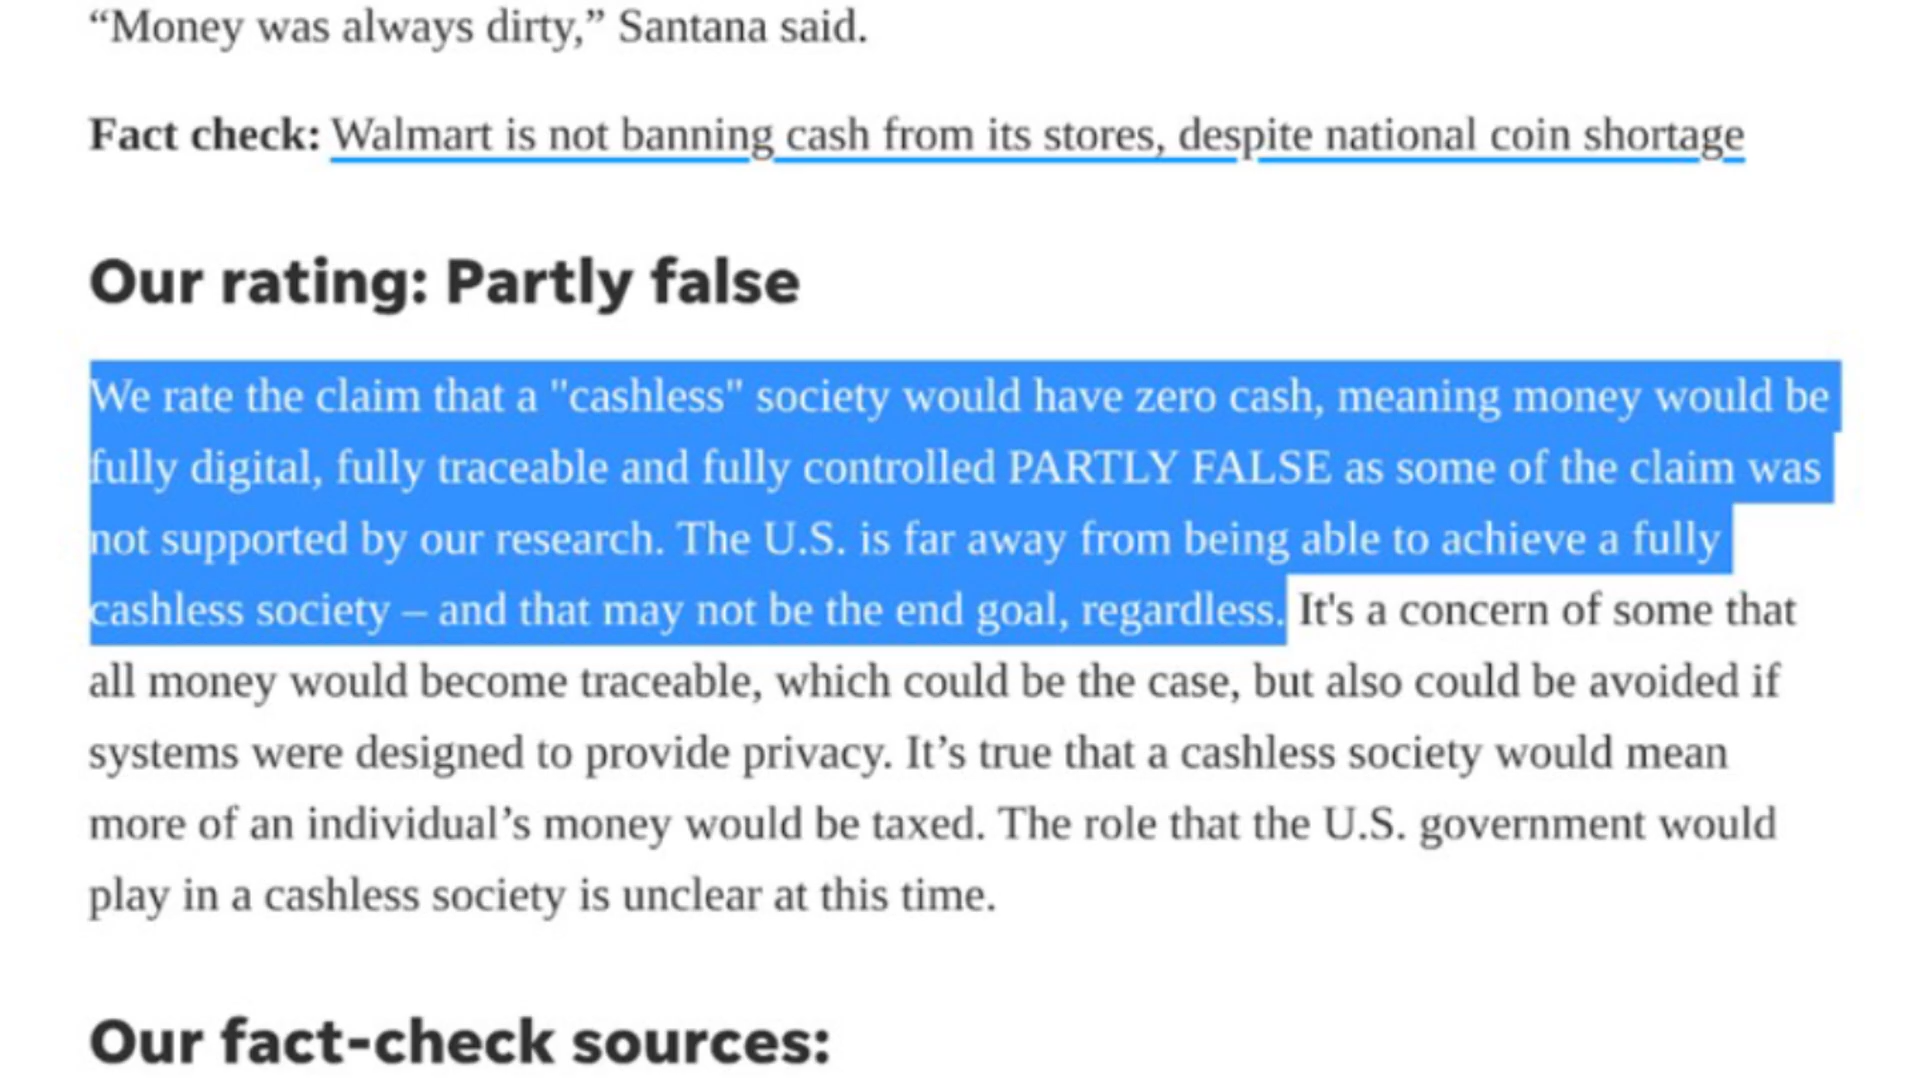 “Money was always dirty,” Santana said.
Fact check: Walmart is not banning cash from its stores, despite national coin shortage
Our rating: Partly false
We rate the claim that a "cashless" society would have zero cash, meaning money would be
fully digital, fully traceable and fully controlled PARTLY FALSE as some of the claim was
not supported by our research. The U.S. is far away from being able to achieve a fully
cashless society – and that may not be the end goal, regardless. It's a concern of some that
all money would become traceable, which could be the case, but also could be avoided if
systems were designed to provide privacy. It’s true that a cashless society would mean
more of an individual’s money would be taxed. The role that the U.S. government would
play in a cashless society is unclear at this time.
Our fact-check sources: